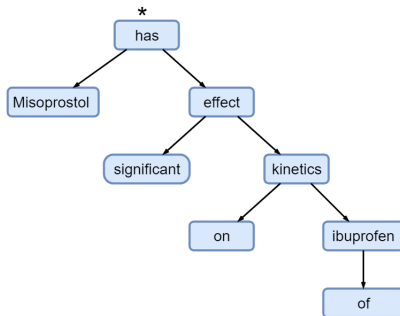 *
has
Misoprostol
effect
significant
kinetics
on
ibuprofen
of